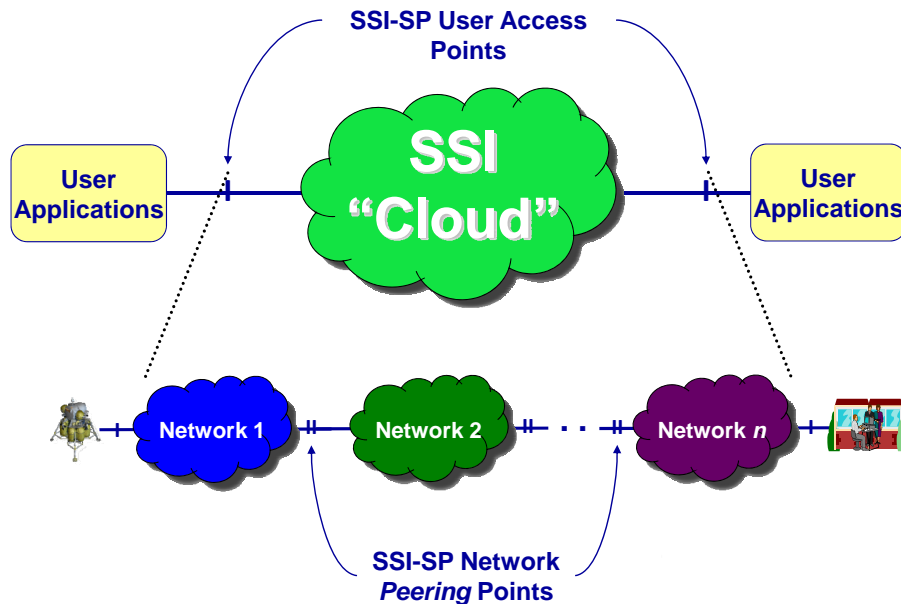 SSI-SP User Access
Points
SSI
“Cloud”
User
Applications
User
Applications
Network 1
Network 2
. .
Network n
SSI-SP Network
Peering Points